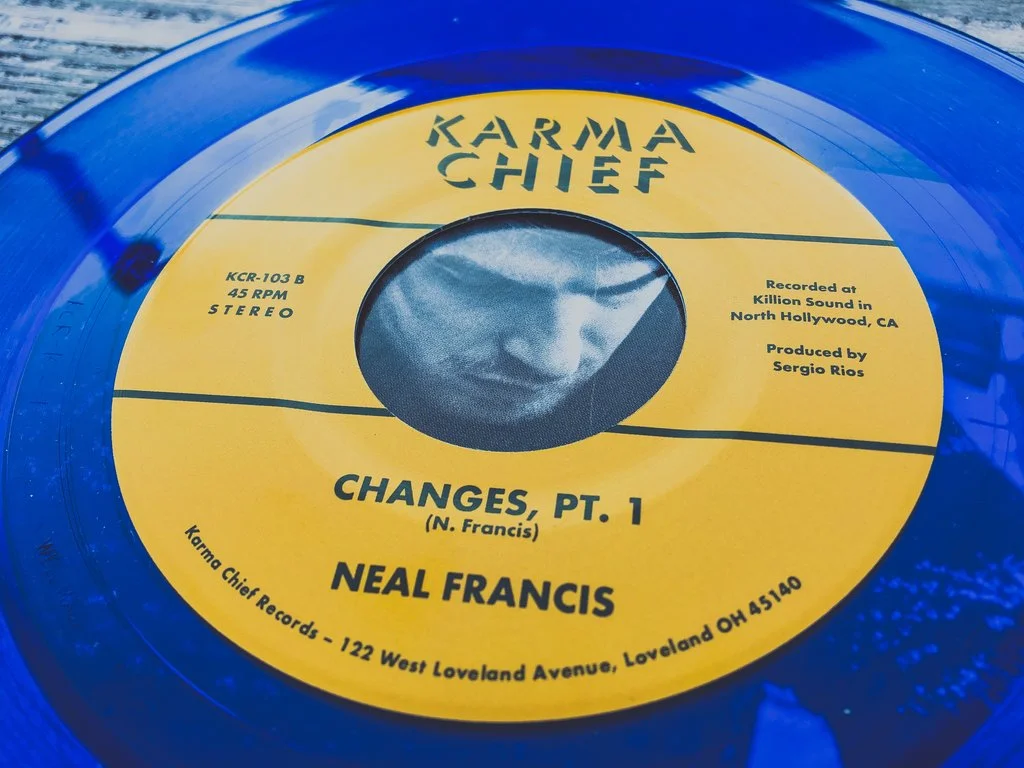 KARMA
CHIEF
KCR-103 B
45 RPM
STEREO
Recorded at
Killion Sound in
North Hollywood, CA
Produced by
Sergio Rios
CHANGES, PT. 1
(N. Francis)
NEAL FRANCIS
Karma Chief Records – 122 West Loveland Avenue, Loveland OH 45140